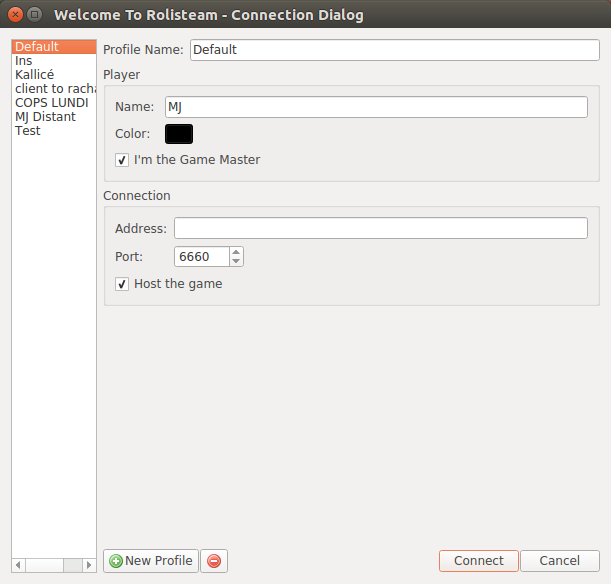 Welcome To Rolisteam - Connection Dialog
Default
Ins
Kallicé
client to racha
COPS LUNDI
MJ Distant
Test
Profile Name: Default
Player
Name: MJ
Color:
I'm the Game Master
Connection
Address:
Port: 6660
Host the game
New Profile
Connect
Cancel